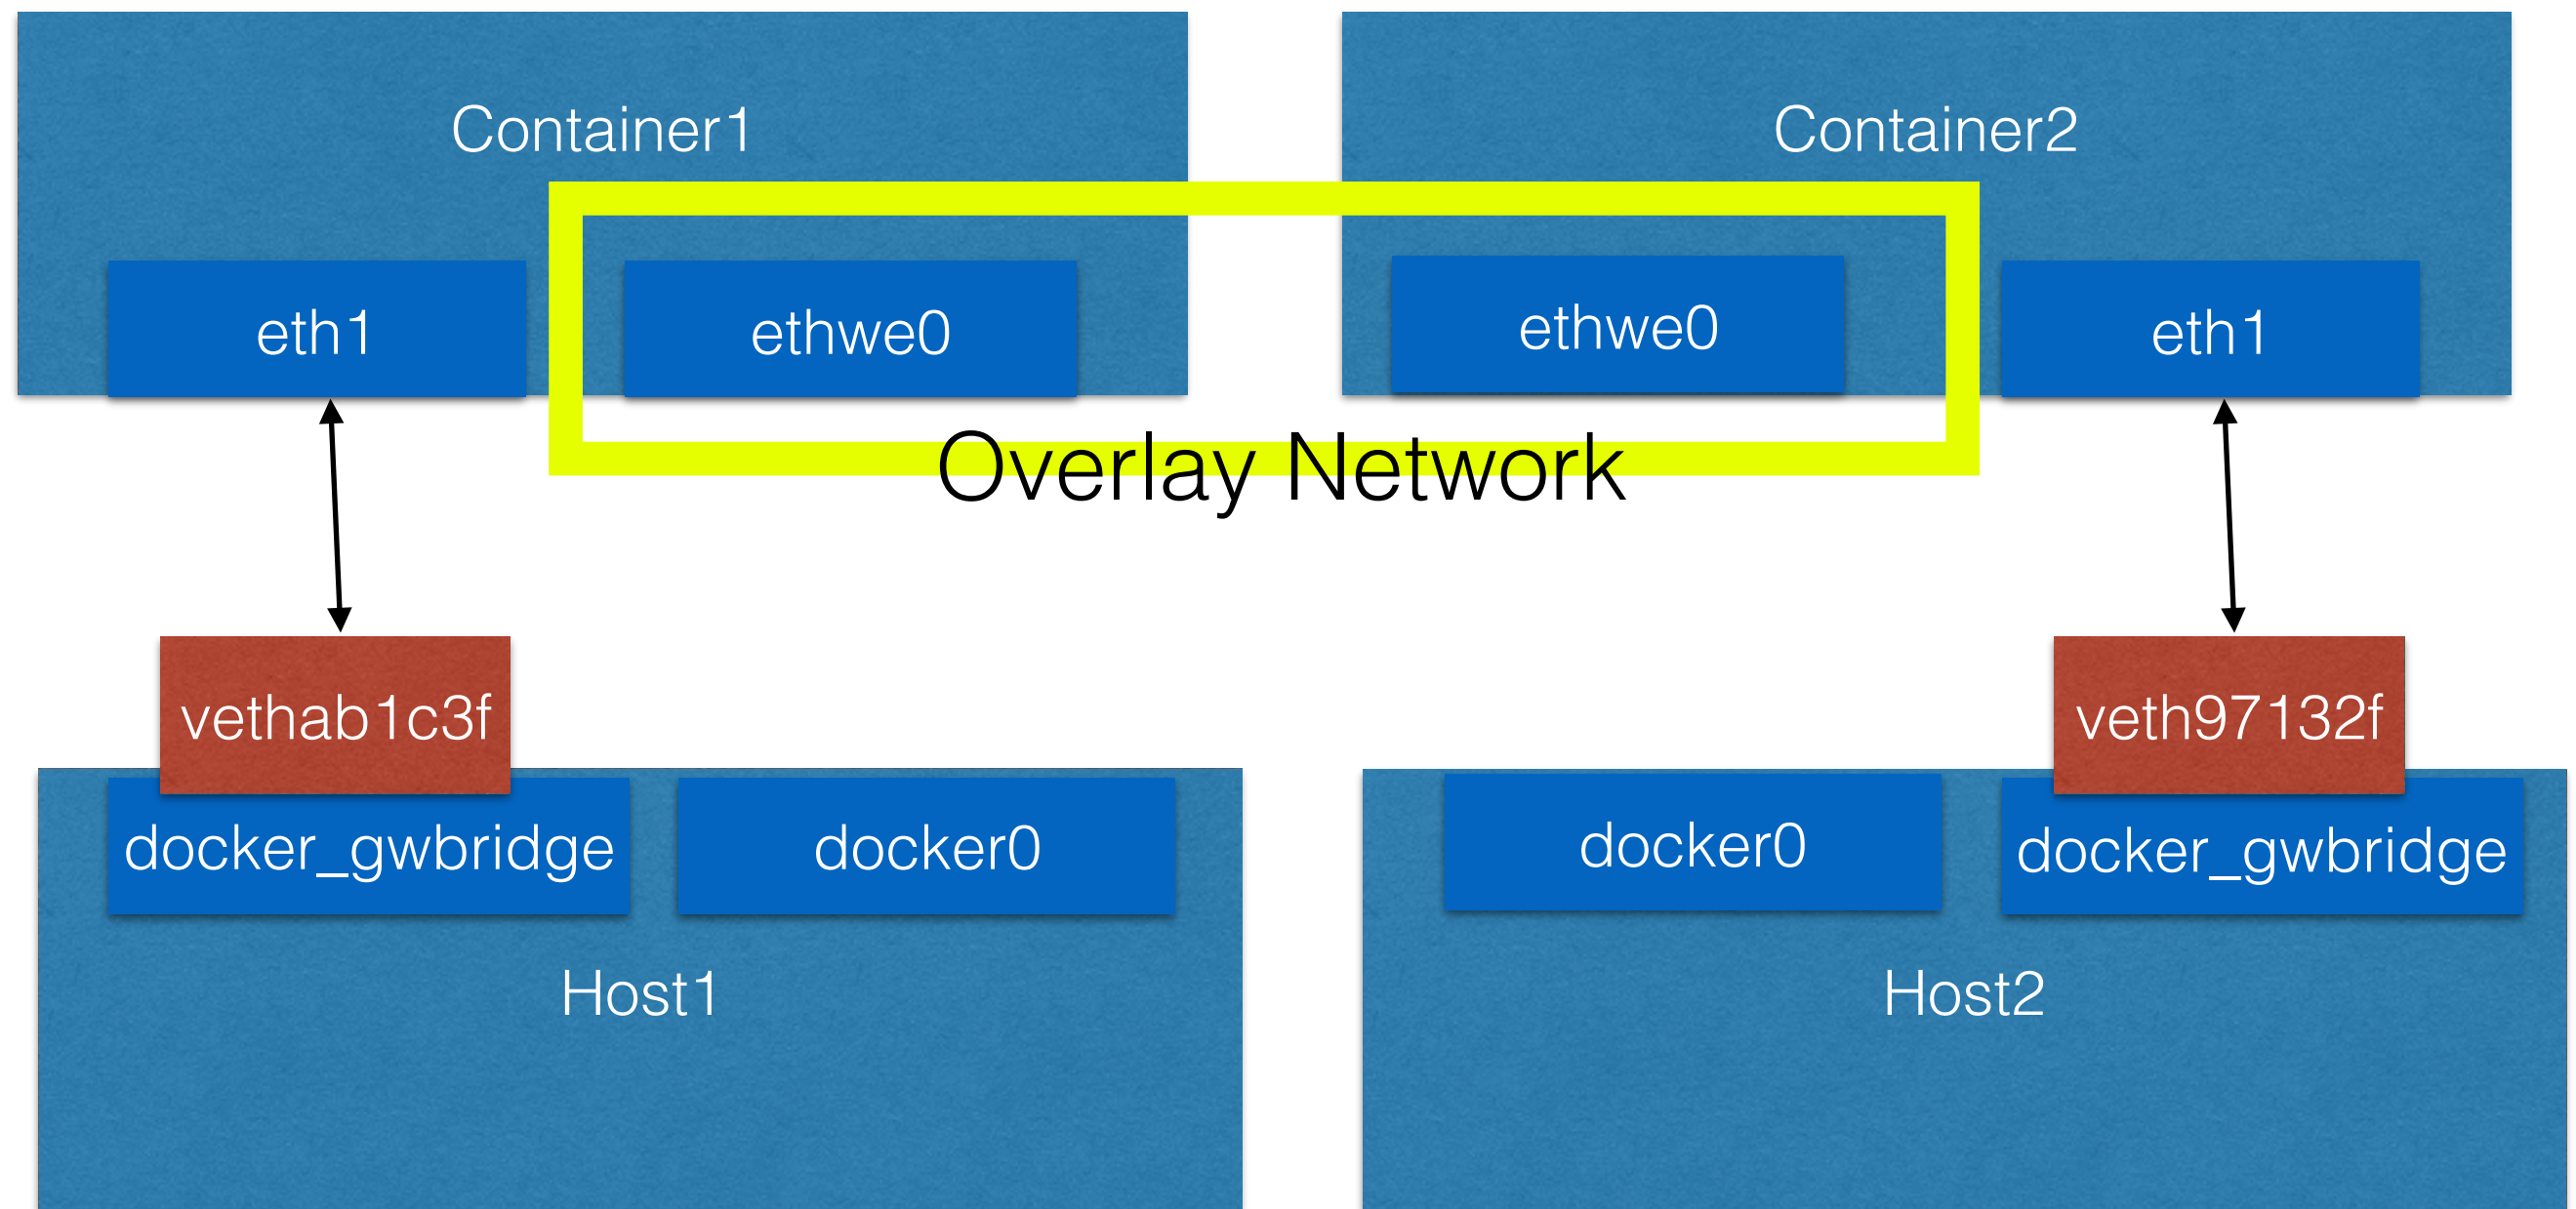 Container1
Container2
eth1
ethwe0
ethwe0
eth1
Overlay Network
vethab1c3f
veth97132f
docker_gwbridge
docker0
docker0
docker_gwbridge
Host1
Host2